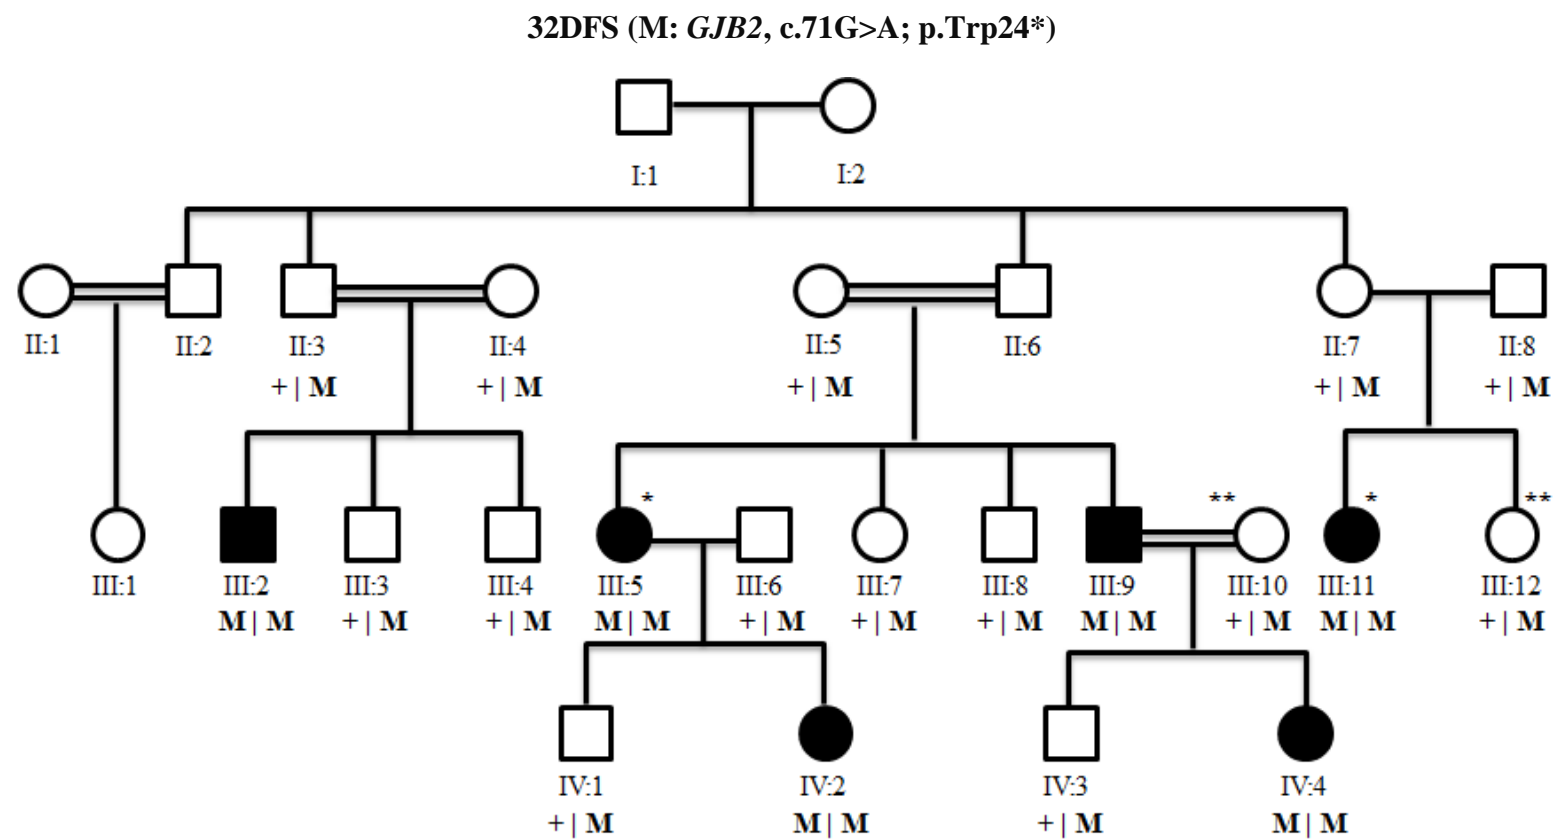 32DFS (M: GJB2, c.71G>A; p.Trp24*)
I:1 I:2
II:1 II:2 II:3 II:4 II:5 II:6 II:7 II:8
+ | M + | M + | M + | M + | M
* ** * **
III:1 III:2 III:3 III:4 III:5 III:6 III:7 III:8 III:9 III:10 III:11 III:12
M | M + | M + | M M | M + | M + | M + | M M | M + | M M | M + | M
IV:1 IV:2 IV:3 IV:4
+ | M M | M + | M M | M